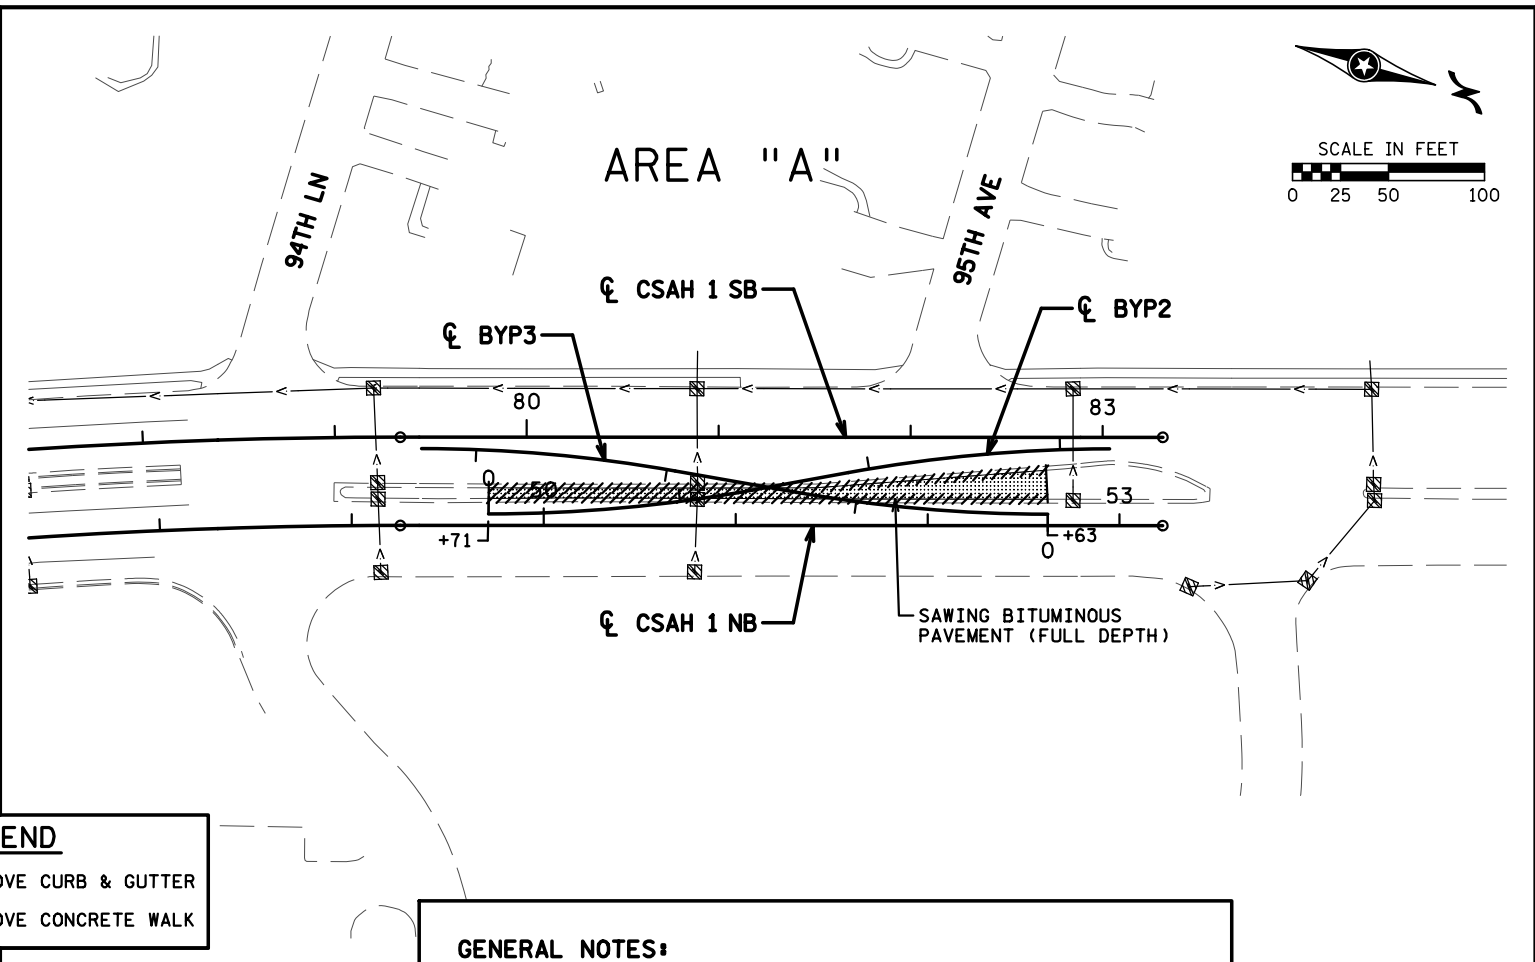 AREA "A"
SCALE IN FEET
0 25 50 100
94TH LN
95TH AVE
℄ CSAH 1 SB
℄ BYP2
℄ BYP3
80
83
0
50
53
+71
+63
0
℄ CSAH 1 NB
SAWING BITUMINOUS
PAVEMENT (FULL DEPTH)
END
OVE CURB & GUTTER
OVE CONCRETE WALK
GENERAL NOTES: